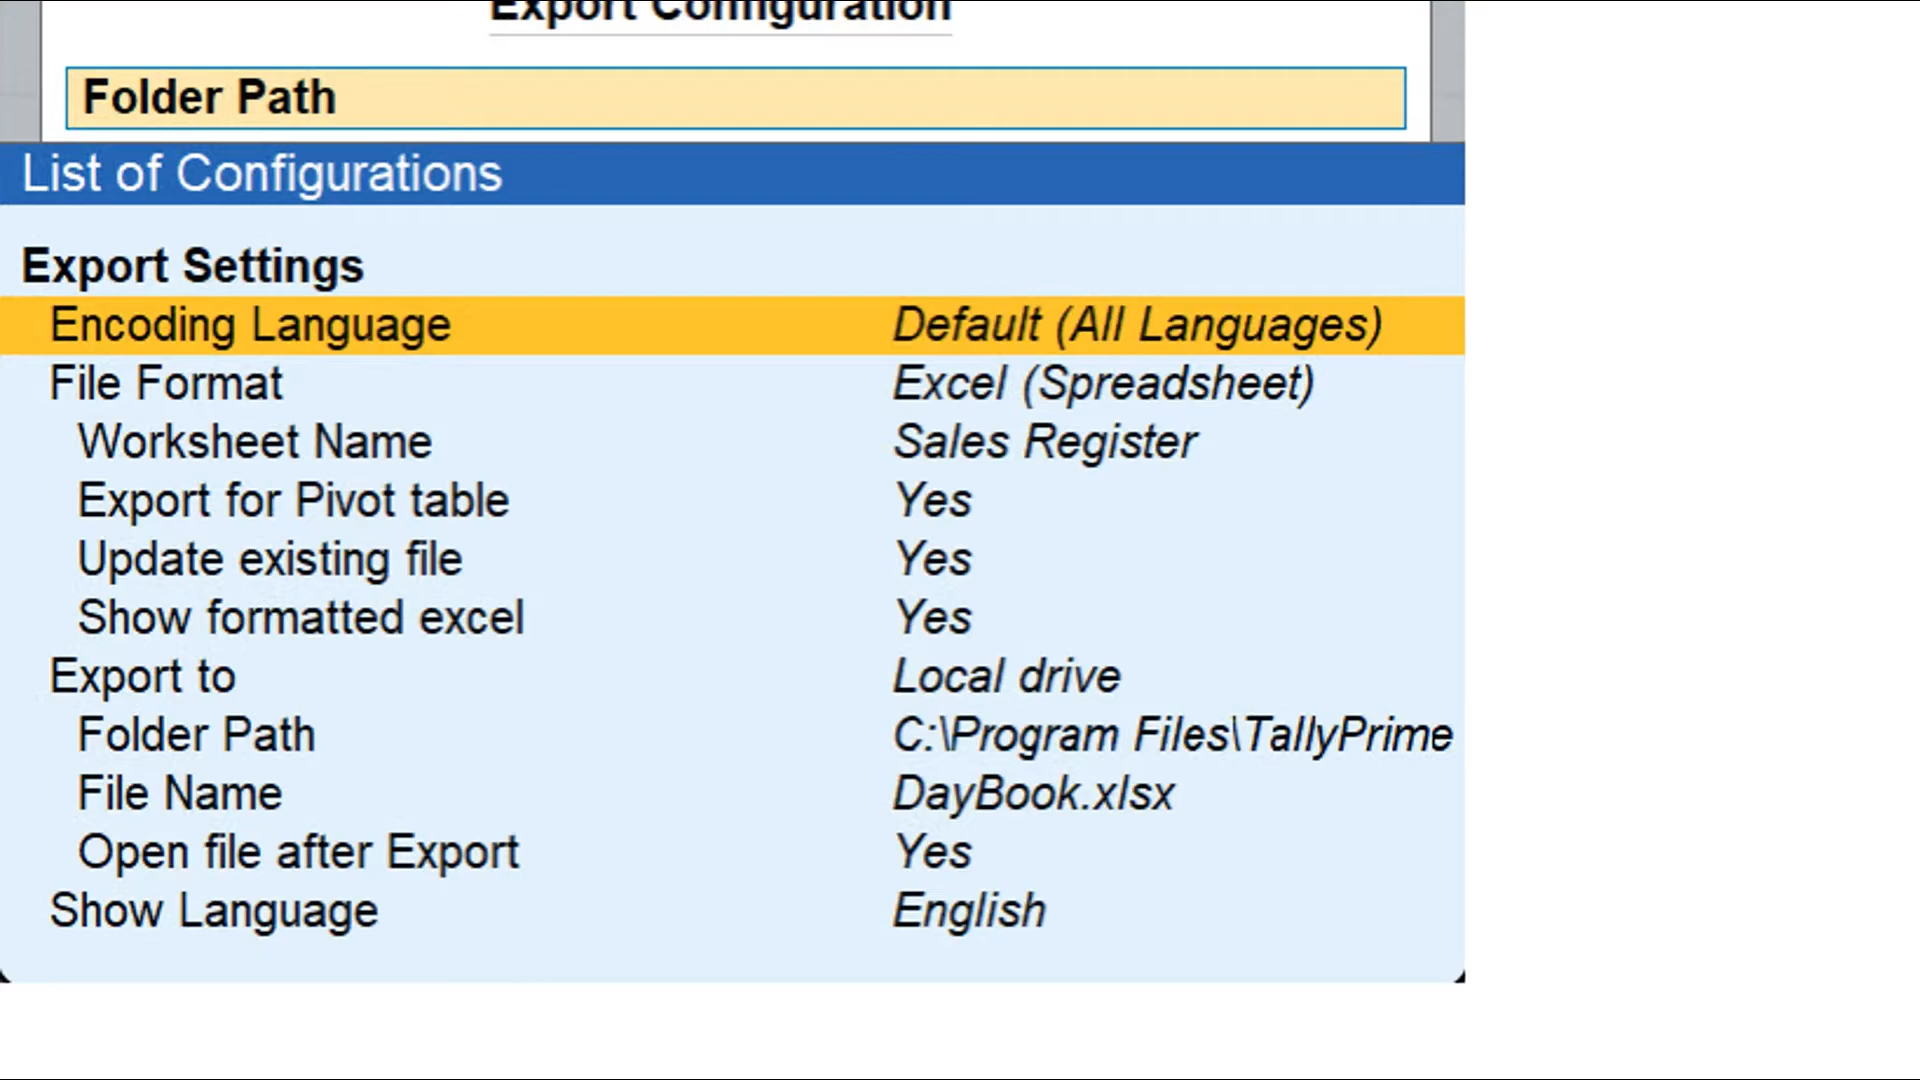 Export Configuration
Folder Path
List of Configurations
Export Settings
Encoding Language Default (All Languages)
File Format Excel (Spreadsheet)
Worksheet Name Sales Register
Export for Pivot table Yes
Update existing file Yes
Show formatted excel Yes
Export to Local drive
Folder Path C:\Program Files\TallyPrime
File Name DayBook.xlsx
Open file after Export Yes
Show Language English